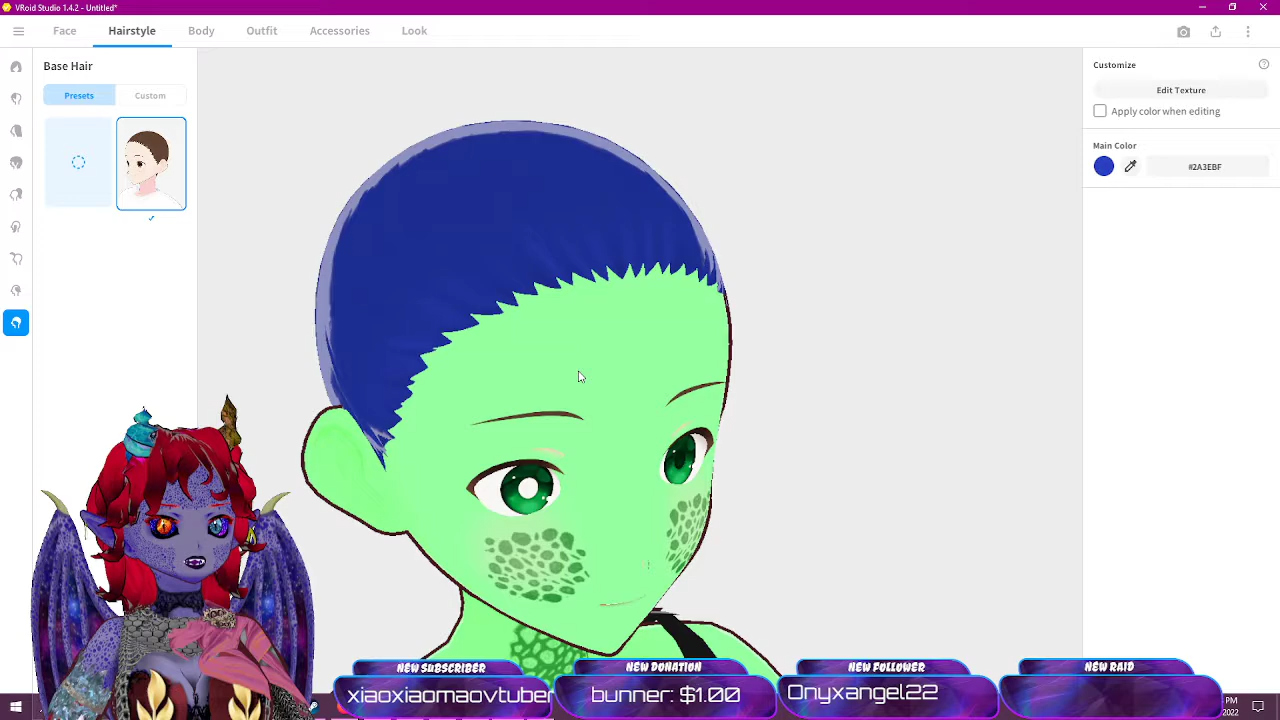 VRoid Studio 1.4.2 - Untitled*
Face Hairstyle Body Outfit Accessories Look
Base Hair
Presets Custom
Customize
Edit Texture
Apply color when editing
Main Color
#2A3EBF
NEW SUBSCRIBER
xiaoxiaomaovtuber
NEW DONATION
bunner: $1.00
NEW FOLLOWER
Onyxangel22
NEW RAID
PM
2022